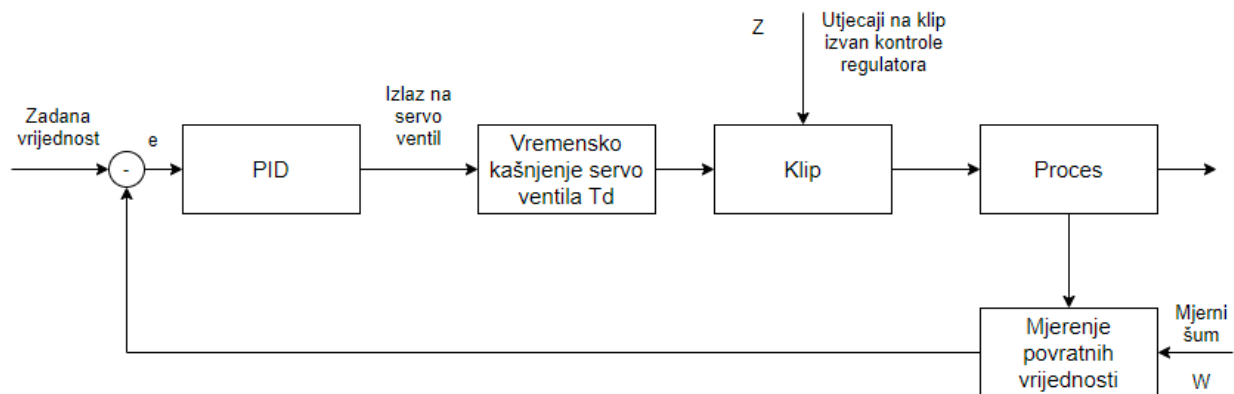 Z
Utjecaji na klip
izvan kontrole
regulatora
Zadana
vrijednost
-
e
PID
Izlaz na
servo
ventil
Vremensko
kašnjenje servo
ventila Td
Klip
Proces
Mjerenje
povratnih
vrijednosti
Mjerni
šum
W